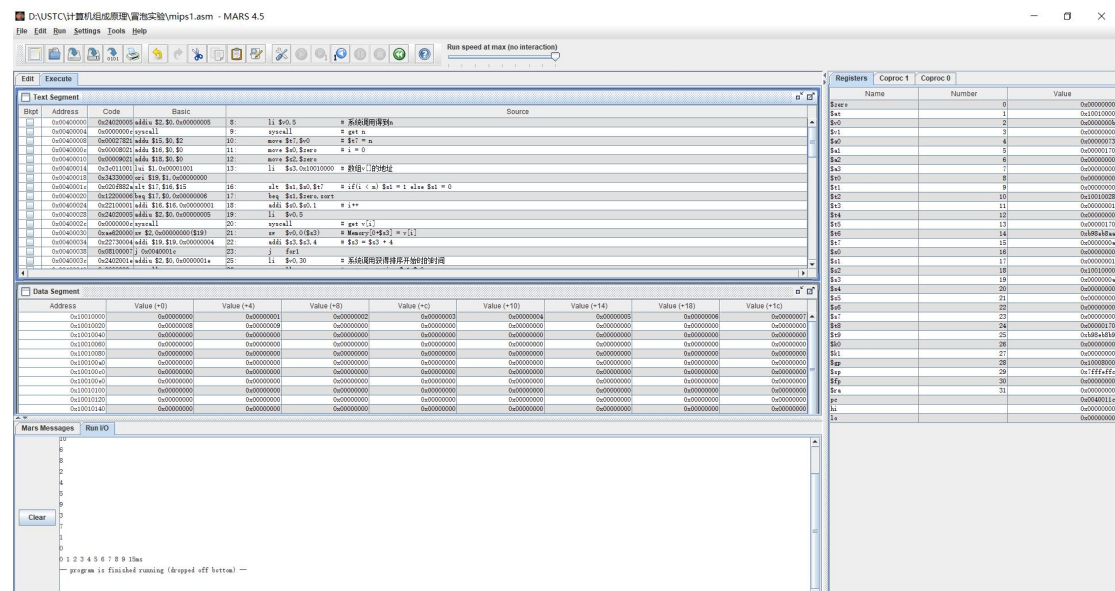 D:\USTC\计算机组成原理\冒泡实验\mips1.asm - MARS 4.5
File Edit Run Settings Tools Help
Run speed at max (no interaction)
Edit Execute
Text Segment
Bkpt Address Code Basic Source
0x00400000 0x24020005 addiu $2,$0,0x00000005 8: li $v0,5 # 系统调用得到n
0x00400004 0x0000000c syscall 9: syscall # get n
0x00400008 0x00027821 addu $15,$0,$2 10: move $t7,$v0 # $t7 = n
0x0040000c 0x00008021 addu $16,$0,$0 11: move $s0,$zero # i = 0
0x00400010 0x00009021 addu $18,$0,$0 12: move $s2,$zero
0x00400014 0x3c011001 lui $1,0x00001001 13: li $s3,0x10010000 # 数组v[]的地址
0x00400018 0x34330000 ori $19,$1,0x00000000
0x0040001c 0x020f882a slt $17,$16,$15 16: slt $s1,$s0,$t7 # if(i < n) $s1 = 1 else $s1 = 0
0x00400020 0x12200006 beq $17,$0,0x00000006 17: beq $s1,$zero,sort
0x00400024 0x22100001 addi $16,$16,0x00000001 18: addi $s0,$s0,1 # i++
0x00400028 0x24020005 addiu $2,$0,0x00000005 19: li $v0,5
0x0040002c 0x0000000c syscall 20: syscall # get v[i]
0x00400030 0xae620000 sw $2,0x00000000($19) 21: sw $v0,0($s3) # Memory[0+$s3] = v[i]
0x00400034 0x22730004 addi $19,$19,0x00000004 22: addi $s3,$s3,4 # $s3 = $s3 + 4
0x00400038 0x08100007 j 0x0040001c 23: j for1
0x0040003c 0x2402001e addiu $2,$0,0x0000001e 25: li $v0,30 # 系统调用获得排序开始时的时间
Data Segment
Address Value (+0) Value (+4) Value (+8) Value (+c) Value (+10) Value (+14) Value (+18) Value (+1c)
0x10010000 0x00000000 0x00000001 0x00000002 0x00000003 0x00000004 0x00000005 0x00000006 0x00000007
0x10010020 0x00000008 0x00000009 0x00000000 0x00000000 0x00000000 0x00000000 0x00000000 0x00000000
0x10010040 0x00000000 0x00000000 0x00000000 0x00000000 0x00000000 0x00000000 0x00000000 0x00000000
0x10010060 0x00000000 0x00000000 0x00000000 0x00000000 0x00000000 0x00000000 0x00000000 0x00000000
0x10010080 0x00000000 0x00000000 0x00000000 0x00000000 0x00000000 0x00000000 0x00000000 0x00000000
0x100100a0 0x00000000 0x00000000 0x00000000 0x00000000 0x00000000 0x00000000 0x00000000 0x00000000
0x100100c0 0x00000000 0x00000000 0x00000000 0x00000000 0x00000000 0x00000000 0x00000000 0x00000000
0x100100e0 0x00000000 0x00000000 0x00000000 0x00000000 0x00000000 0x00000000 0x00000000 0x00000000
0x10010100 0x00000000 0x00000000 0x00000000 0x00000000 0x00000000 0x00000000 0x00000000 0x00000000
0x10010120 0x00000000 0x00000000 0x00000000 0x00000000 0x00000000 0x00000000 0x00000000 0x00000000
0x10010140 0x00000000 0x00000000 0x00000000 0x00000000 0x00000000 0x00000000 0x00000000 0x00000000
Mars Messages Run I/O
Clear
10
6
8
2
4
5
9
3
7
1
0
0 1 2 3 4 5 6 7 8 9 15ms
-- program is finished running (dropped off bottom) --
Registers Coproc 1 Coproc 0
Name Number Value
$zero 0 0x00000000
$at 1 0x10010000
$v0 2 0x0000000b
$v1 3 0x00000000
$a0 4 0x00000073
$a1 5 0x00000170
$a2 6 0x00000000
$a3 7 0x00000000
$t0 8 0x00000000
$t1 9 0x00000000
$t2 10 0x10010028
$t3 11 0x00000001
$t4 12 0x00000000
$t5 13 0x00000170
$t6 14
$t7 15 0x0000000a
$s0 16 0x00000000
$s1 17 0x00000001
$s2 18 0x10010000
$s3 19 0x0000000a
$s4 20 0x00000000
$s5 21 0x00000000
$s6 22 0x00000000
$s7 23 0x00000000
$t8 24 0x00000170
$t9 25
$k0 26 0x00000000
$k1 27 0x00000000
$gp 28 0x10008000
$sp 29 0x7fffeffc
$fp 30 0x00000000
$ra 31 0x00000000
pc 0x0040011c
hi 0x00000000
lo 0x00000000